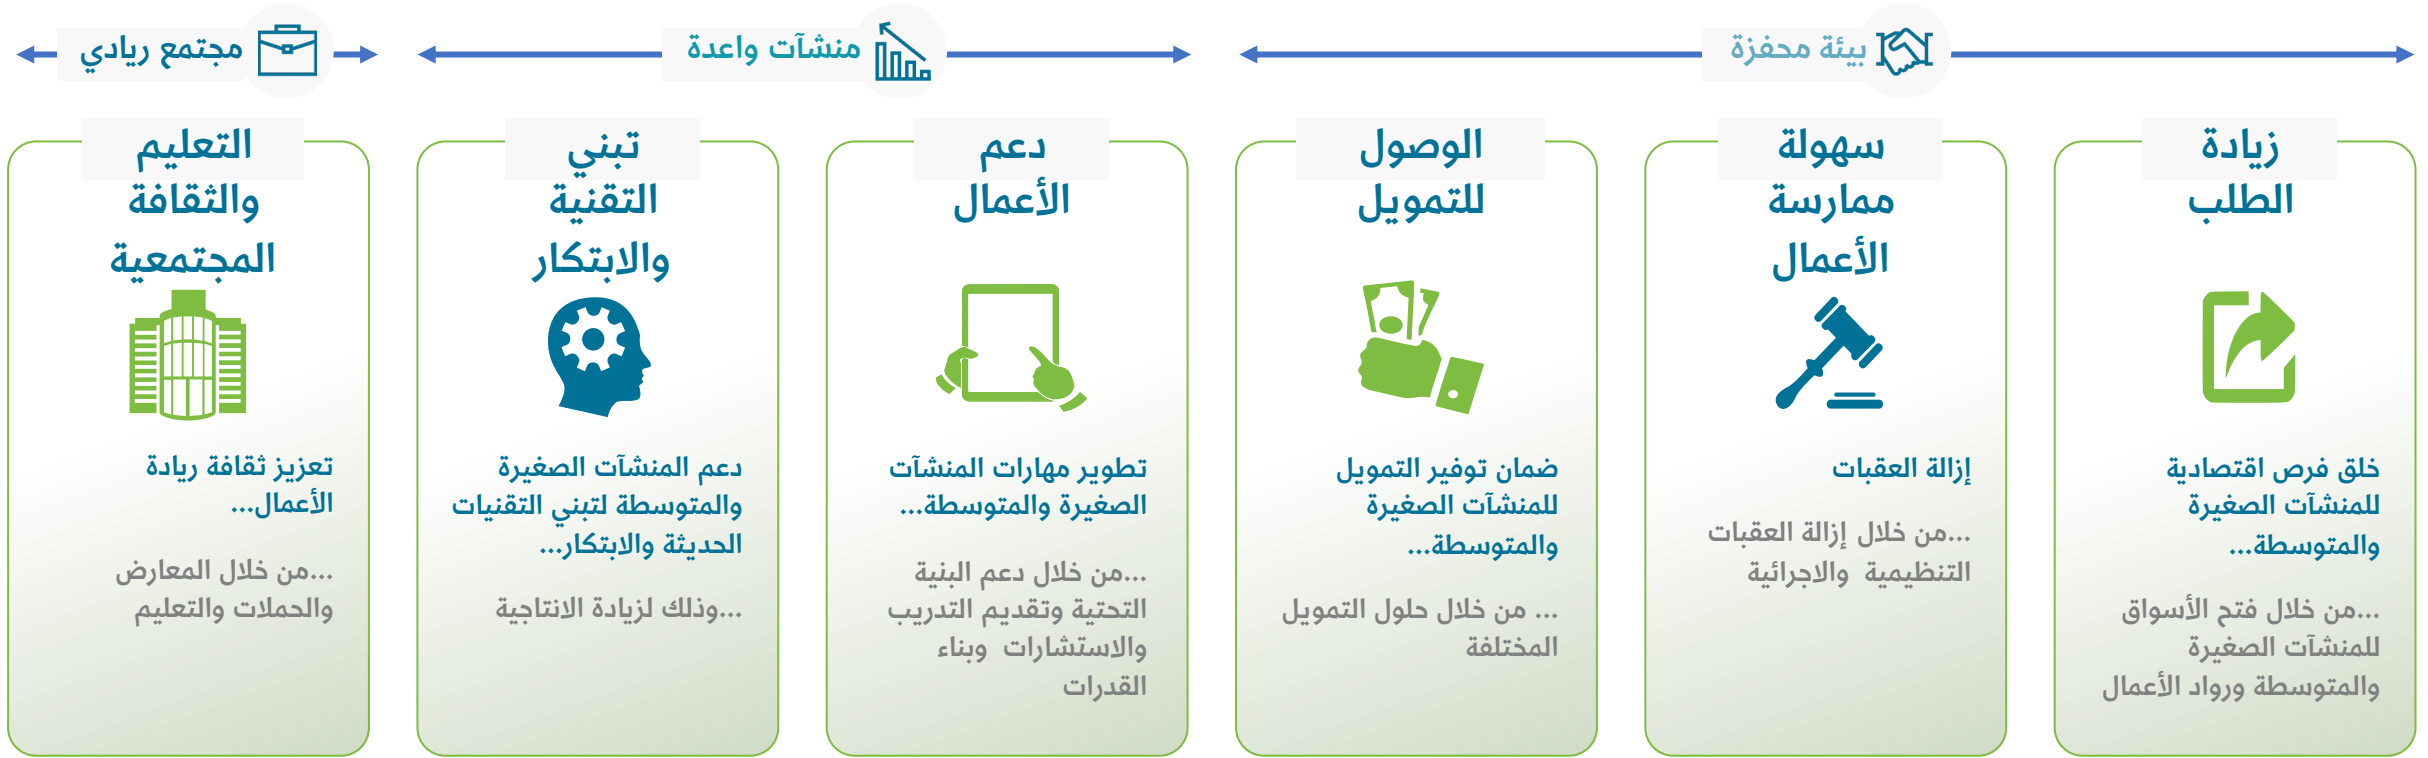 بيئة محفزة
منشآت واعدة
مجتمع ريادي
زيادة
الطلب
خلق فرص اقتصادية
للمنشآت الصغيرة
والمتوسطة...
...من خلال فتح الأسواق
للمنشآت الصغيرة
والمتوسطة ورواد الأعمال
سهولة
ممارسة
الأعمال
إزالة العقبات
...من خلال إزالة العقبات
التنظيمية والاجرائية
الوصول
للتمويل
ضمان توفير التمويل
للمنشآت الصغيرة
والمتوسطة...
... من خلال حلول التمويل
المختلفة
دعم
الأعمال
تطوير مهارات المنشآت
الصغيرة والمتوسطة...
...من خلال دعم البنية
التحتية وتقديم التدريب
والاستشارات وبناء
القدرات
تبني
التقنية
والابتكار
دعم المنشآت الصغيرة
والمتوسطة لتبني التقنيات
الحديثة والابتكار...
...وذلك لزيادة الانتاجية
التعليم
والثقافة
المجتمعية
تعزيز ثقافة ريادة
الأعمال...
...من خلال المعارض
والحملات والتعليم